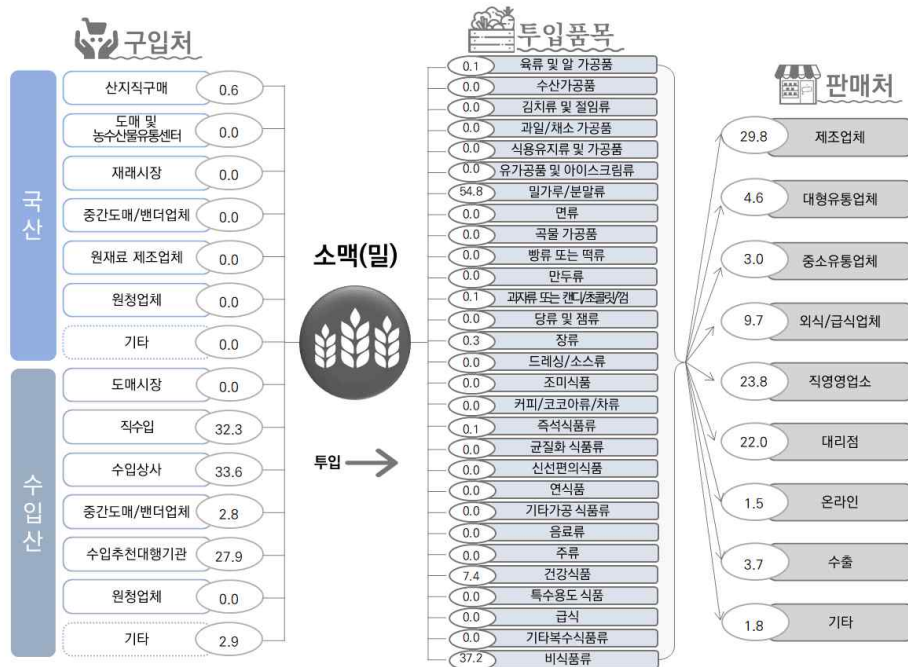 구입처
국산
산지직구매 0.6
도매 및
농수산물유통센터 0.0
재래시장 0.0
중간도매/밴더업체 0.0
원재료 제조업체 0.0
원청업체 0.0
기타 0.0
수입산
도매시장 0.0
직수입 32.3
수입상사 33.6
중간도매/밴더업체 2.8
수입추천대행기관 27.9
원청업체 0.0
기타 2.9
소맥(밀)
투입
투입품목
0.1 육류 및 알 가공품
0.0 수산가공품
0.0 김치류 및 절임류
0.0 과일/채소 가공품
0.0 식용유지류 및 가공품
0.0 유가공품 및 아이스크림류
54.8 밀가루/분말류
0.0 면류
0.0 곡물 가공품
0.0 빵류 또는 떡류
0.0 만두류
0.1 과자류 또는 캔디/초콜릿/껌
0.0 당류 및 잼류
0.3 장류
0.0 드레싱/소스류
0.0 조미식품
0.0 커피/코코아류/차류
0.1 즉석식품류
0.0 균질화 식품류
0.0 신선편의식품
0.0 연식품
0.0 기타가공 식품류
0.0 음료류
0.0 주류
7.4 건강식품
0.0 특수용도 식품
0.0 급식
0.0 기타복수식품류
37.2 비식품류
판매처
29.8 제조업체
4.6 대형유통업체
3.0 중소유통업체
9.7 외식/급식업체
23.8 직영영업소
22.0 대리점
1.5 온라인
3.7 수출
1.8 기타